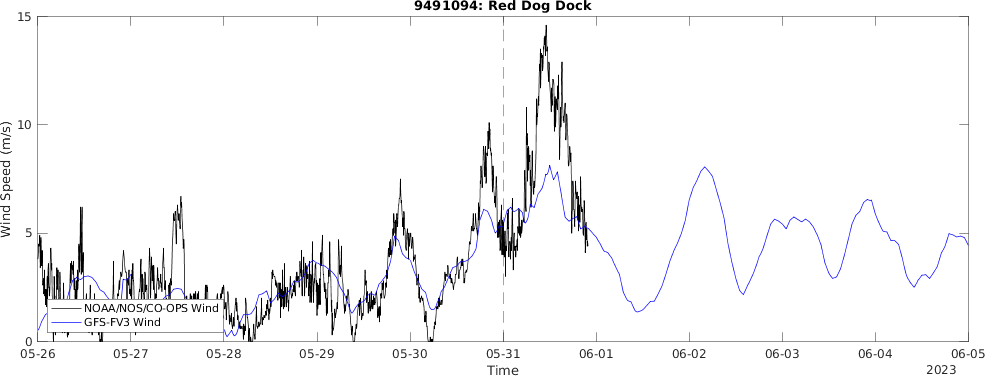 9491094: Red Dog Dock
15
10
5
0
Wind Speed (m/s)
NOAA/NOS/CO-OPS Wind
GFS-FV3 Wind
05-26 05-27 05-28 05-29 05-30 05-31 06-01 06-02 06-03 06-04 06-05
Time
2023